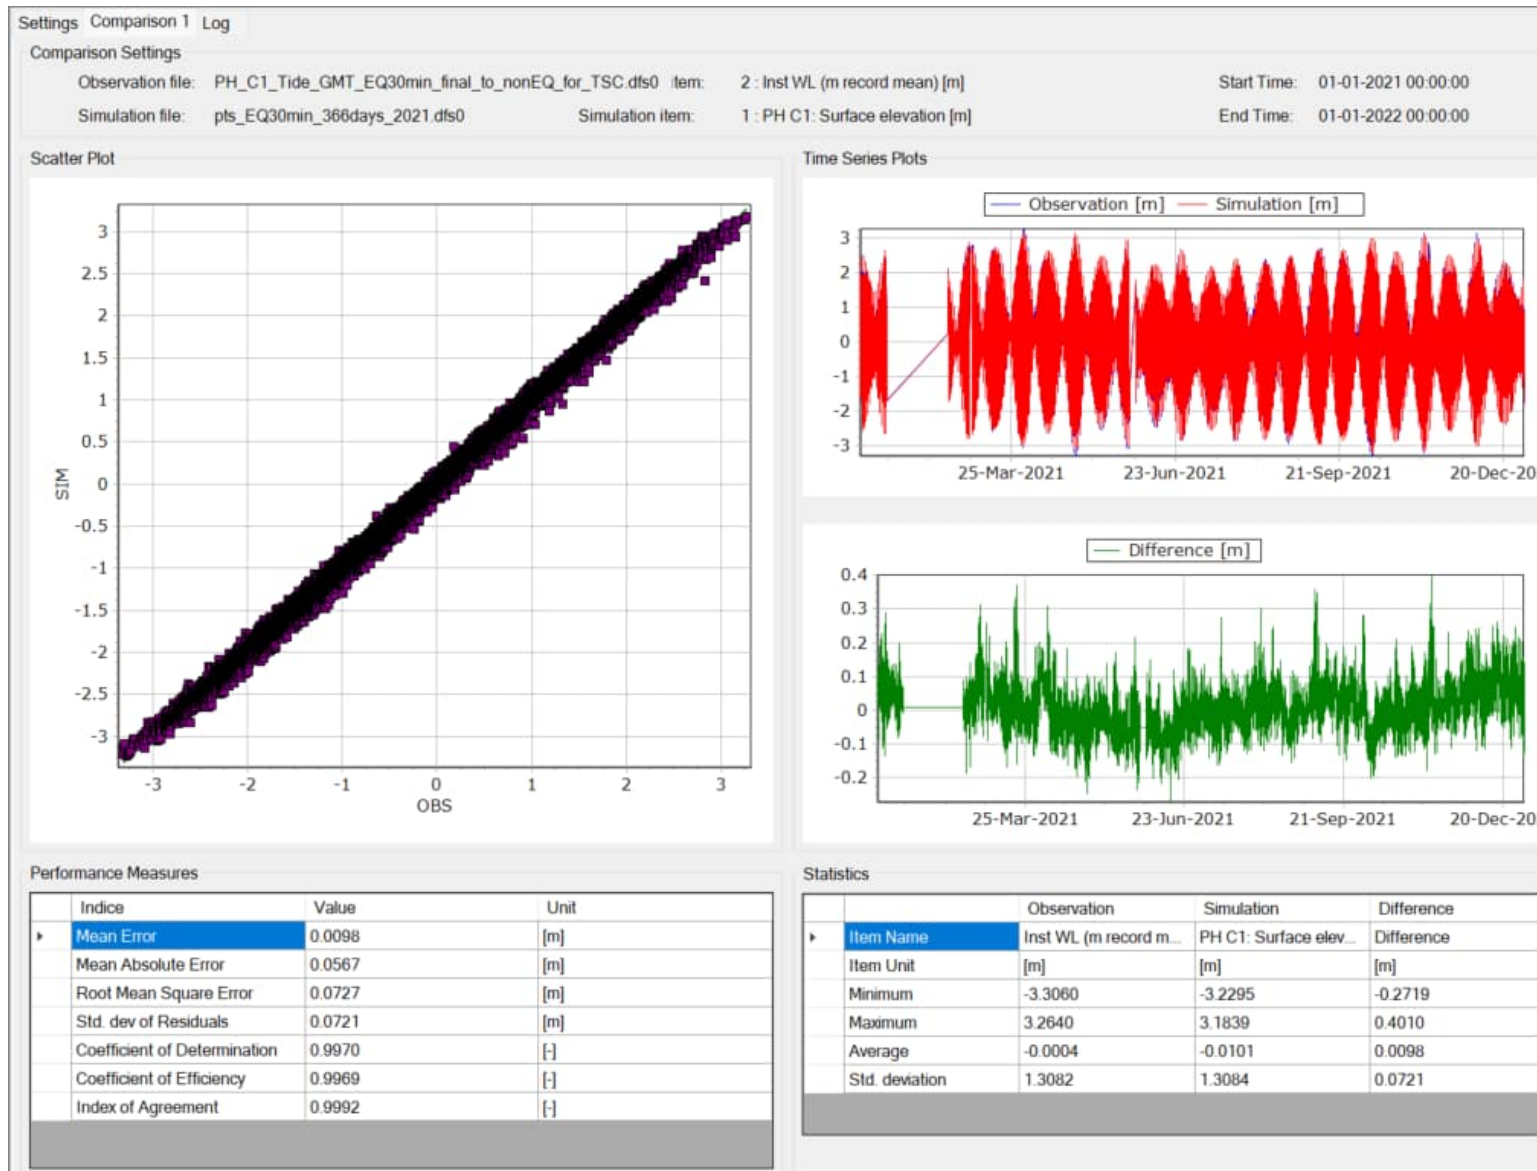 Settings Comparison 1 Log
Comparison Settings
Observation file: PH_C1_Tide_GMT_EQ30min_final_to_nonEQ_for_TSC.dfs0 item: 2 : Inst WL (m record mean) [m] Start Time: 01-01-2021 00:00:00
Simulation file: pts_EQ30min_366days_2021.dfs0 Simulation item: 1 : PH C1: Surface elevation [m] End Time: 01-01-2022 00:00:00
Scatter Plot
3
2.5
2
1.5
1
0.5
0
-0.5
-1
-1.5
-2
-2.5
-3
SIM
-3 -2 -1 0 1 2 3
OBS
Time Series Plots
Observation [m] Simulation [m]
3
2
1
0
-1
-2
-3
25-Mar-2021 23-Jun-2021 21-Sep-2021 20-Dec-20
Difference [m]
0.4
0.3
0.2
0.1
0
-0.1
-0.2
25-Mar-2021 23-Jun-2021 21-Sep-2021 20-Dec-20
Performance Measures
Indice Value Unit
Mean Error 0.0098 [m]
Mean Absolute Error 0.0567 [m]
Root Mean Square Error 0.0727 [m]
Std. dev of Residuals 0.0721 [m]
Coefficient of Determination 0.9970 [-]
Coefficient of Efficiency 0.9969 [-]
Index of Agreement 0.9992 [-]
Statistics
Observation Simulation Difference
Item Name Inst WL (m record m... PH C1: Surface elev... Difference
Item Unit [m] [m] [m]
Minimum -3.3060 -3.2295 -0.2719
Maximum 3.2640 3.1839 0.4010
Average -0.0004 -0.0101 0.0098
Std. deviation 1.3082 1.3084 0.0721